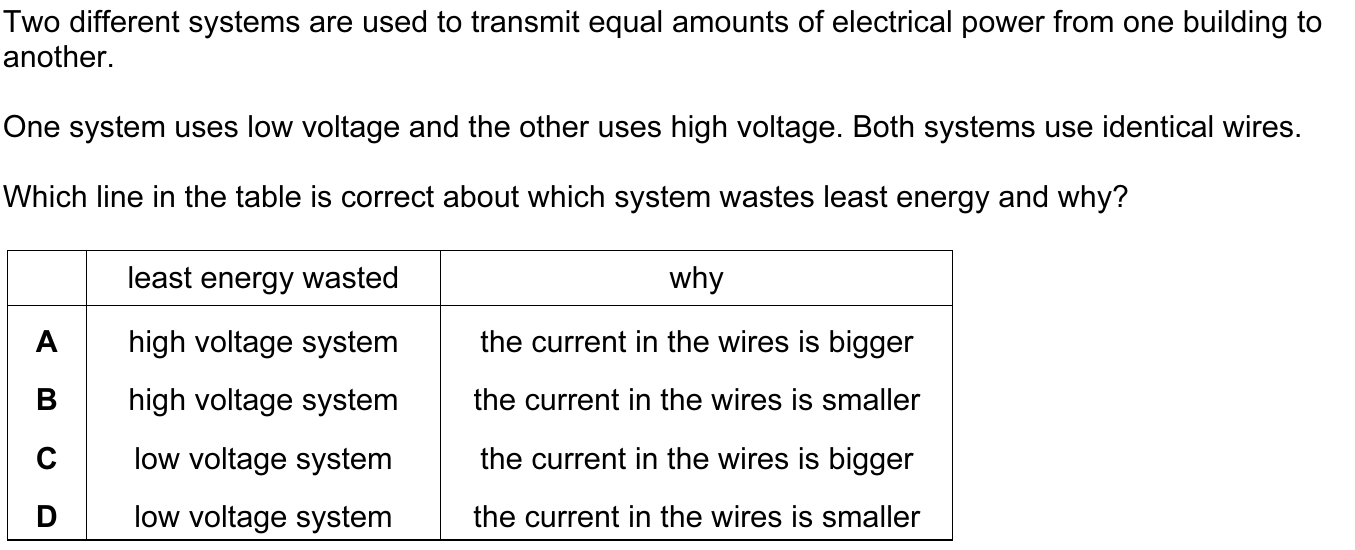 Two different systems are used to transmit equal amounts of electrical power from one building to
another.
One system uses low voltage and the other uses high voltage. Both systems use identical wires.
Which line in the table is correct about which system wastes least energy and why?
least energy wasted why
A high voltage system the current in the wires is bigger
B high voltage system the current in the wires is smaller
C low voltage system the current in the wires is bigger
D low voltage system the current in the wires is smaller